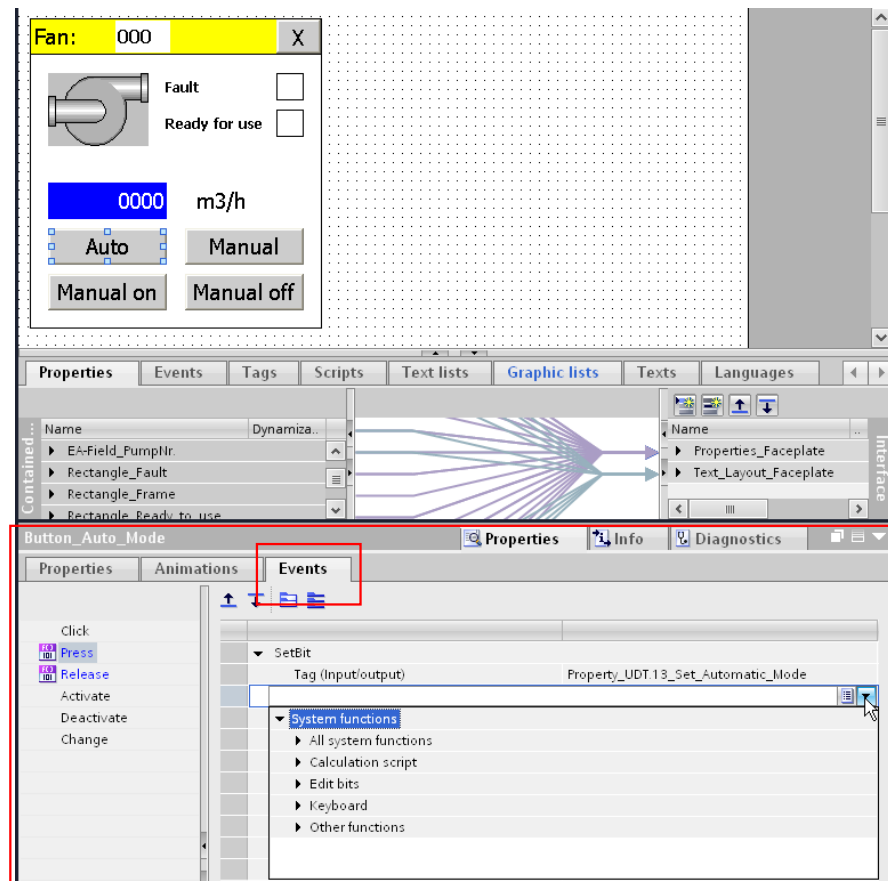 Fan: 000 X
Fault
Ready for use
0000 m3/h
Auto Manual
Manual on Manual off
Properties Events Tags Scripts Text lists Graphic lists Texts Languages
Name Dynamiza.. Name ..
EA-Field_PumpNr. Properties_Faceplate
Rectangle_Fault Text_Layout_Faceplate
Rectangle_Frame
Rectangle_Ready_to_use
Contained...
Interface
Button_Auto_Mode Properties Info Diagnostics
Properties Animations Events
Click
Press SetBit
Release Tag (Input/output) Property_UDT.13_Set_Automatic_Mode
Activate
Deactivate System functions
Change All system functions
Calculation script
Edit bits
Keyboard
Other functions